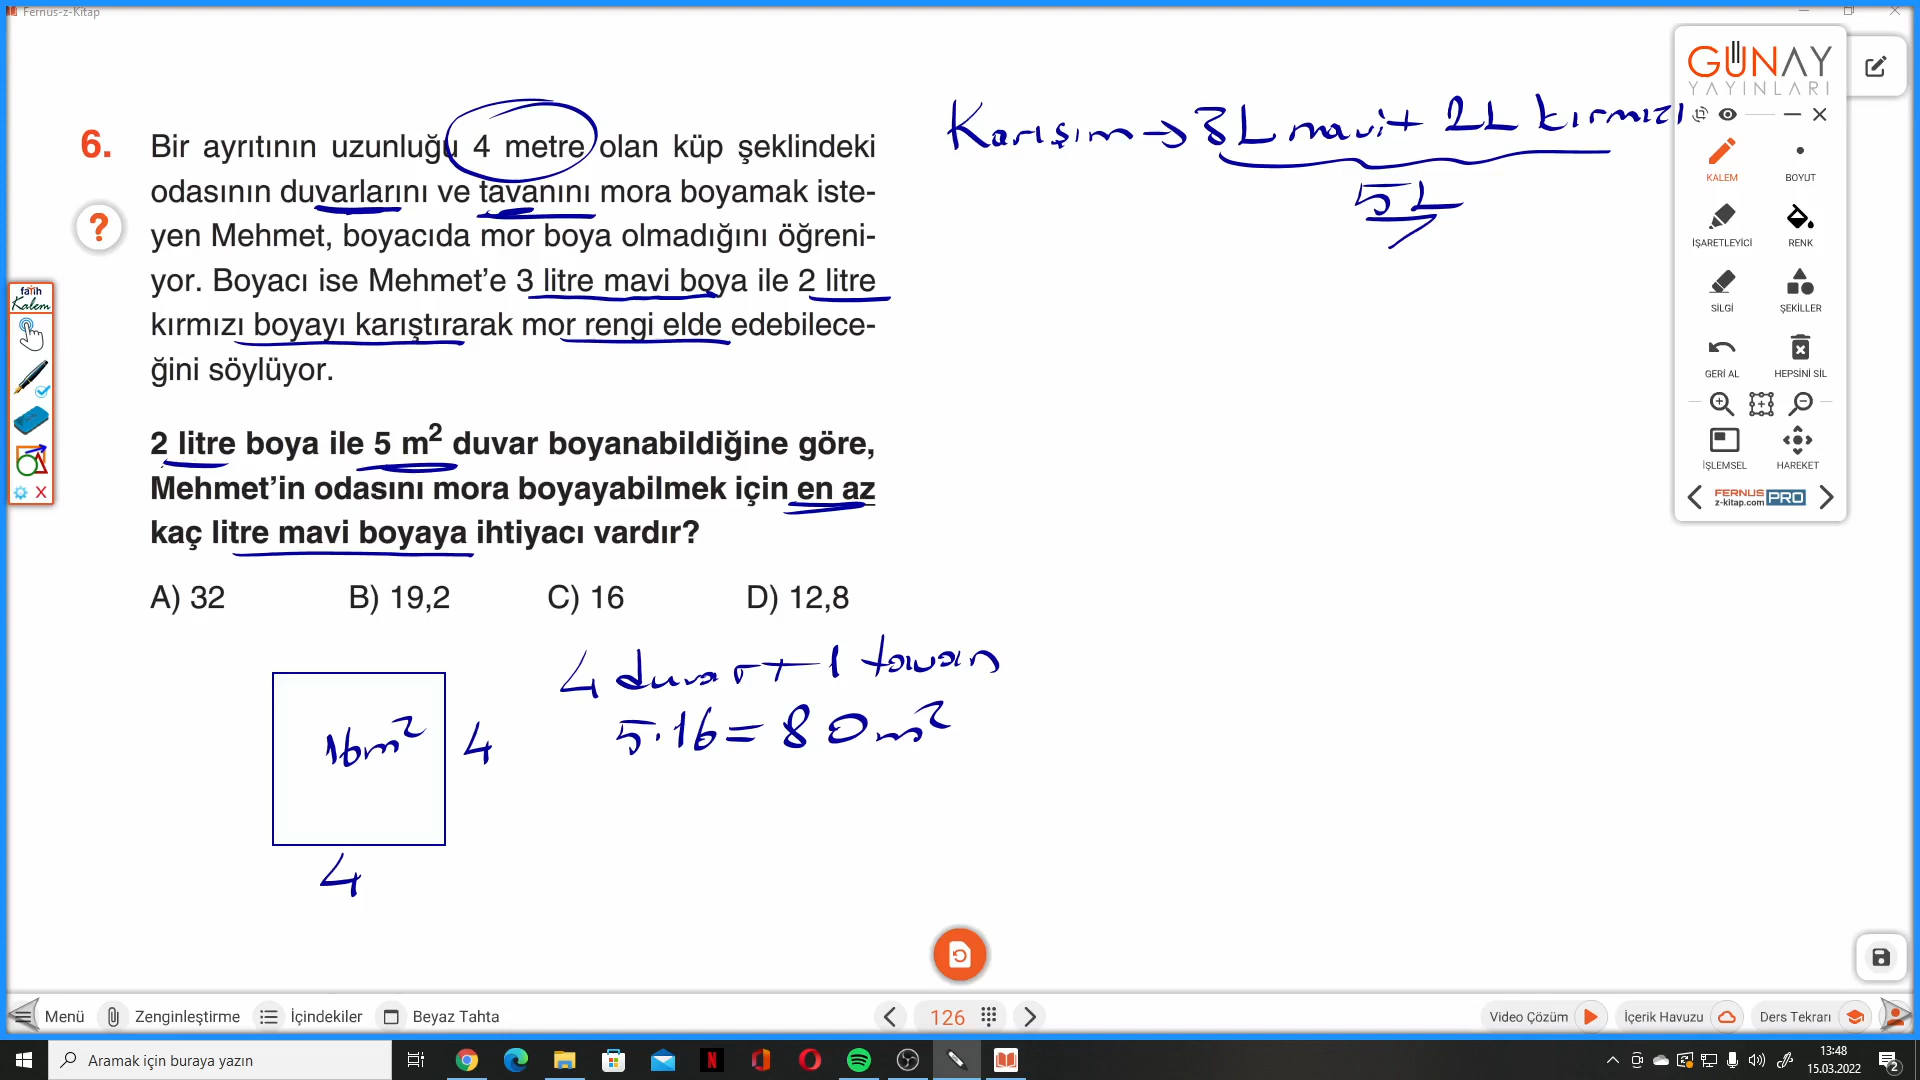 Fernus-z-Kitap
6.
Bir ayrıtının uzunluğu 4 metre olan küp şeklindeki
odasının duvarlarını ve tavanını mora boyamak iste-
yen Mehmet, boyacıda mor boya olmadığını öğreni-
yor. Boyacı ise Mehmet’e 3 litre mavi boya ile 2 litre
kırmızı boyayı karıştırarak mor rengi elde edebilece-
ğini söylüyor.
2 litre boya ile 5 m² duvar boyanabildiğine göre,
Mehmet’in odasını mora boyayabilmek için en az
kaç litre mavi boyaya ihtiyacı vardır?
A) 32 B) 19,2 C) 16 D) 12,8
Karışım → 3L mavi + 2L kırmızı
5L
4 duvar + 1 tavan
5.16 = 80m²
16m²
4
4
?
fatih
Kalem
GÜNAY
YAYINLARI
KALEM
BOYUT
İŞARETLEYİCİ
RENK
SİLGİ
ŞEKİLLER
GERİ AL
HEPSİNİ SİL
İŞLEMSEL
HAREKET
FERNUS
z-kitap.com
PRO
Menü
Zenginleştirme
İçindekiler
Beyaz Tahta
126
Video Çözüm
İçerik Havuzu
Ders Tekrarı
Aramak için buraya yazın
13:48
15.03.2022
2